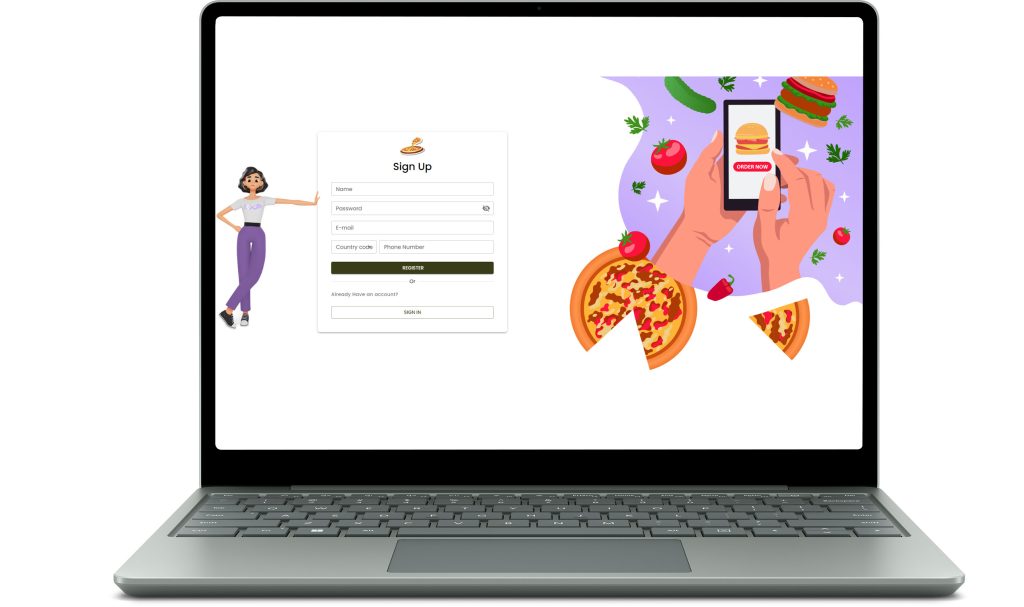 Sign Up
Name
Password
E-mail
Country code
Phone Number
REGISTER
Or
Already Have an account?
SIGN IN
ORDER NOW